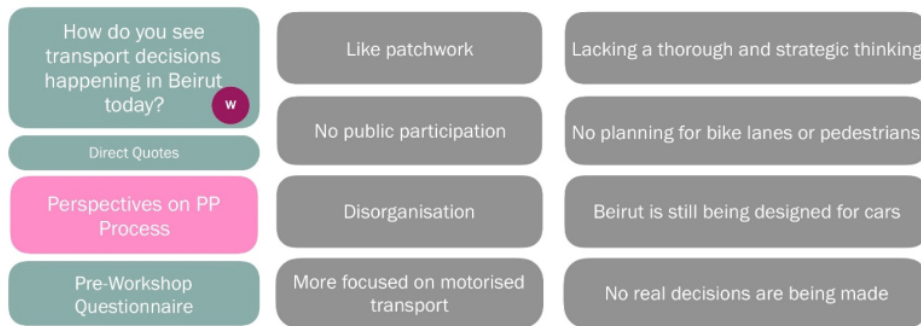 How do you see
transport decisions
happening in Beirut
today?
W
Direct Quotes
Perspectives on PP
Process
Pre-Workshop
Questionnaire
Like patchwork
No public participation
Disorganisation
More focused on motorised
transport
Lacking a thorough and strategic thinking
No planning for bike lanes or pedestrians
Beirut is still being designed for cars
No real decisions are being made